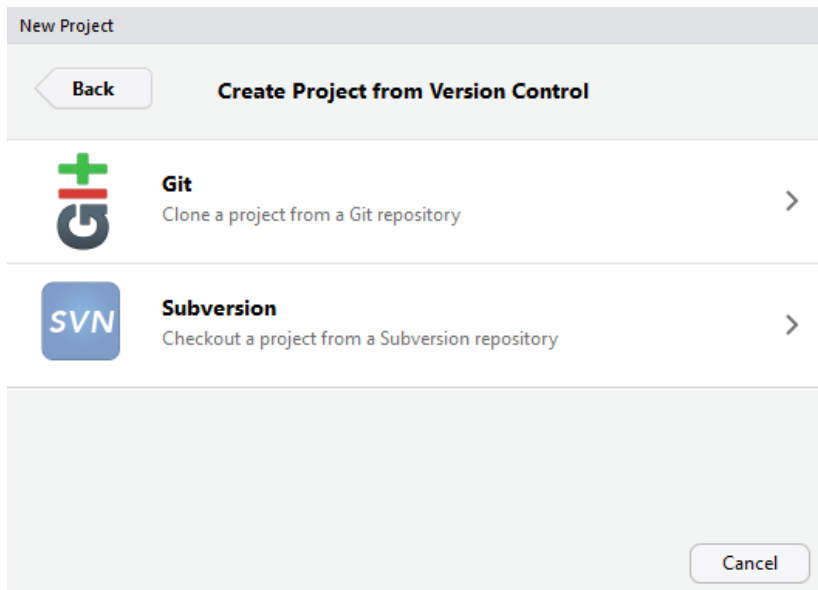 New Project
Back
Create Project from Version Control
Git
Git
Clone a project from a Git repository
SVN
Subversion
Checkout a project from a Subversion repository
Cancel